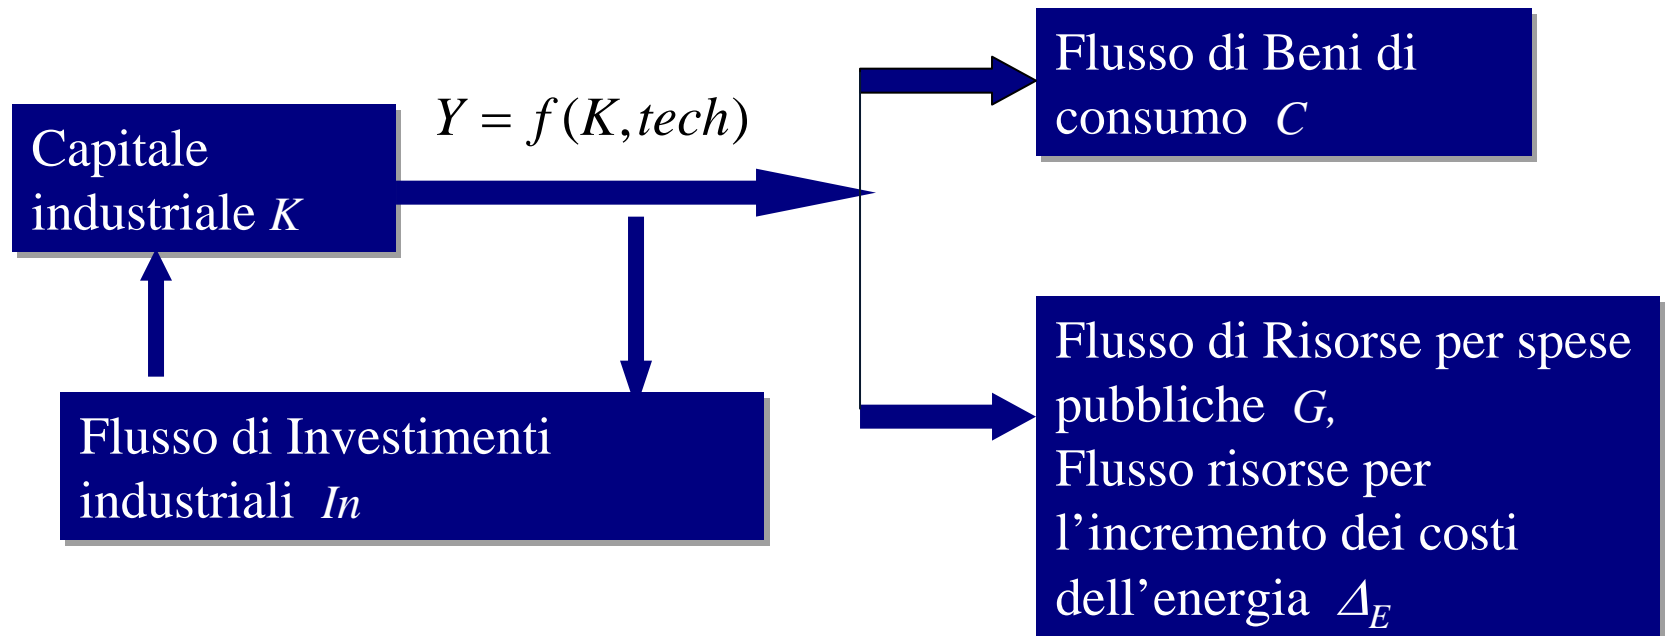 Capitale
industriale K
Y = f(K,tech)
Flusso di Beni di
consumo C
Flusso di Investimenti
industriali In
Flusso di Risorse per spese
pubbliche G,
Flusso risorse per
l’incremento dei costi
dell’energia Δ_E